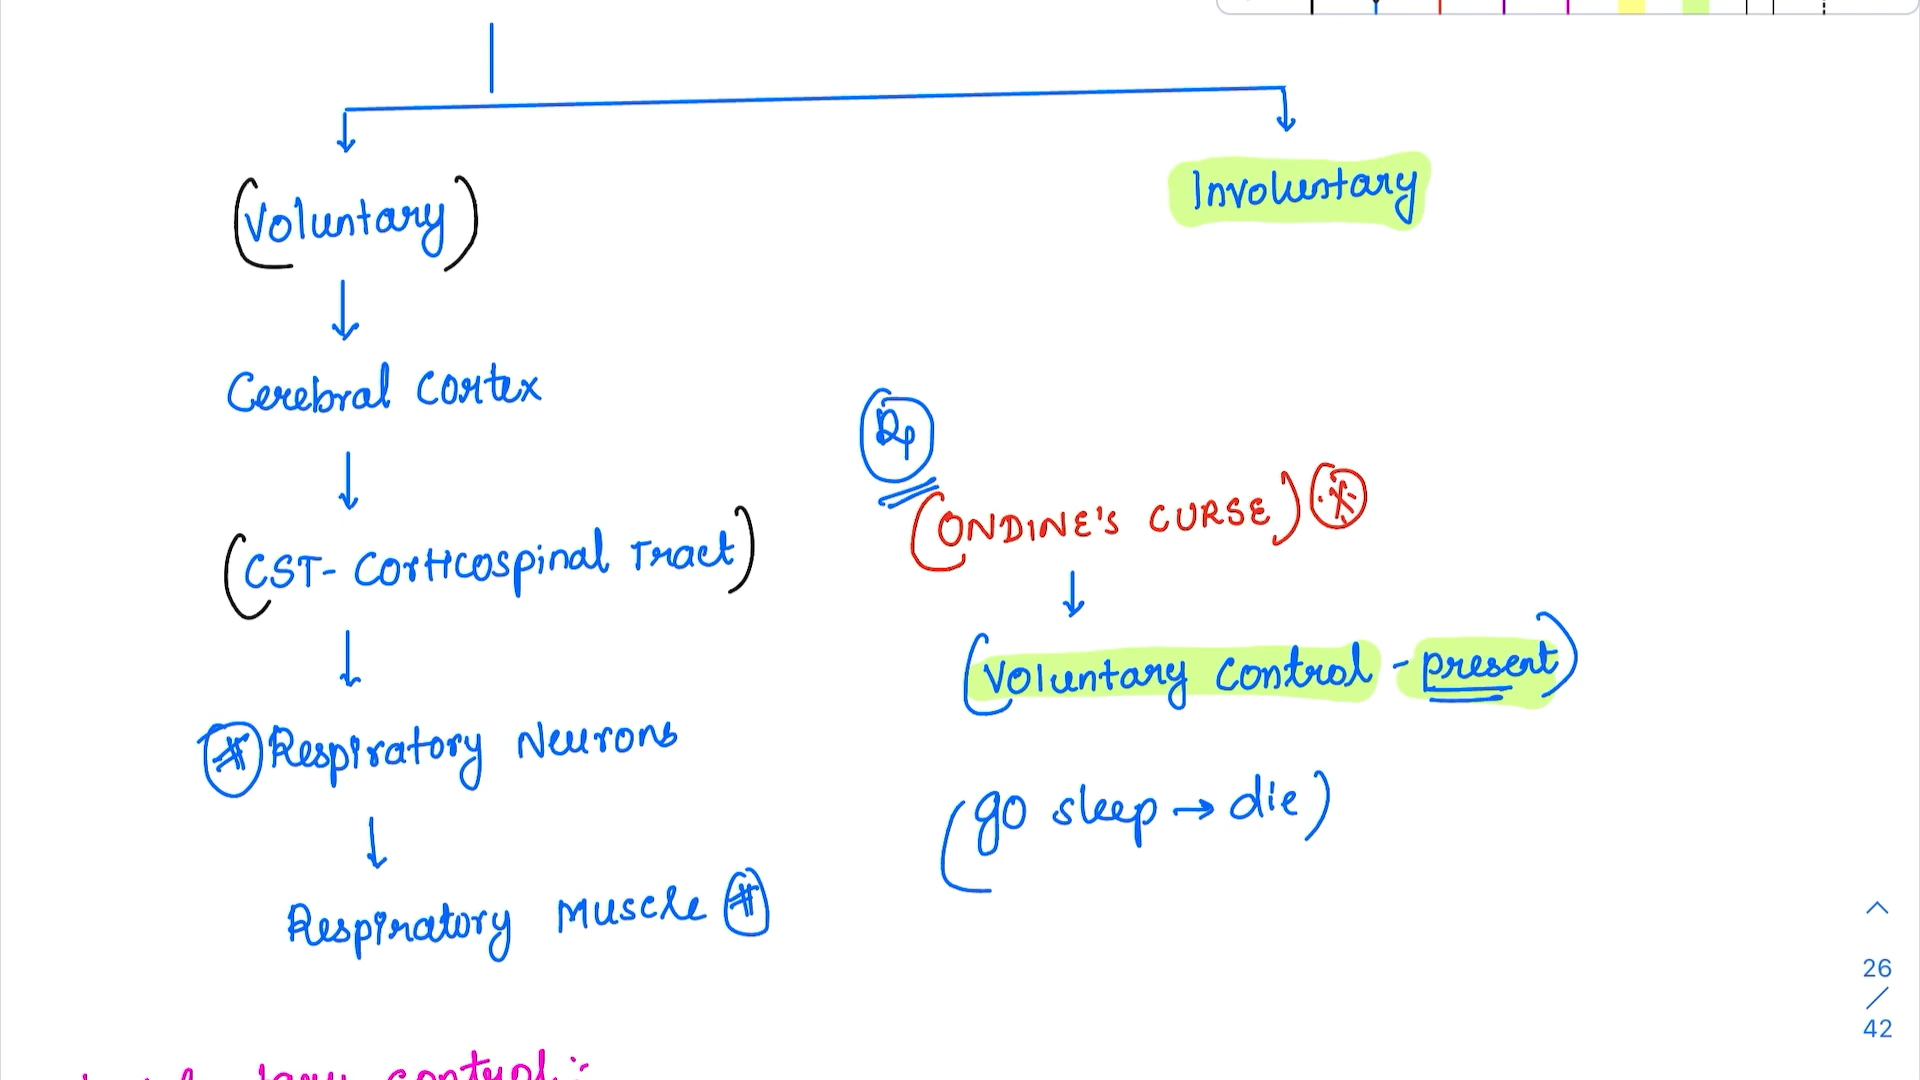 (Voluntary)
Involuntary
Cerebral Cortex
(ONDINE'S CURSE)
(CST- Corticospinal Tract)
(Voluntary Control - present)
Respiratory Neurons
(go sleep → die)
Respiratory Muscle
26
/
42
control :-